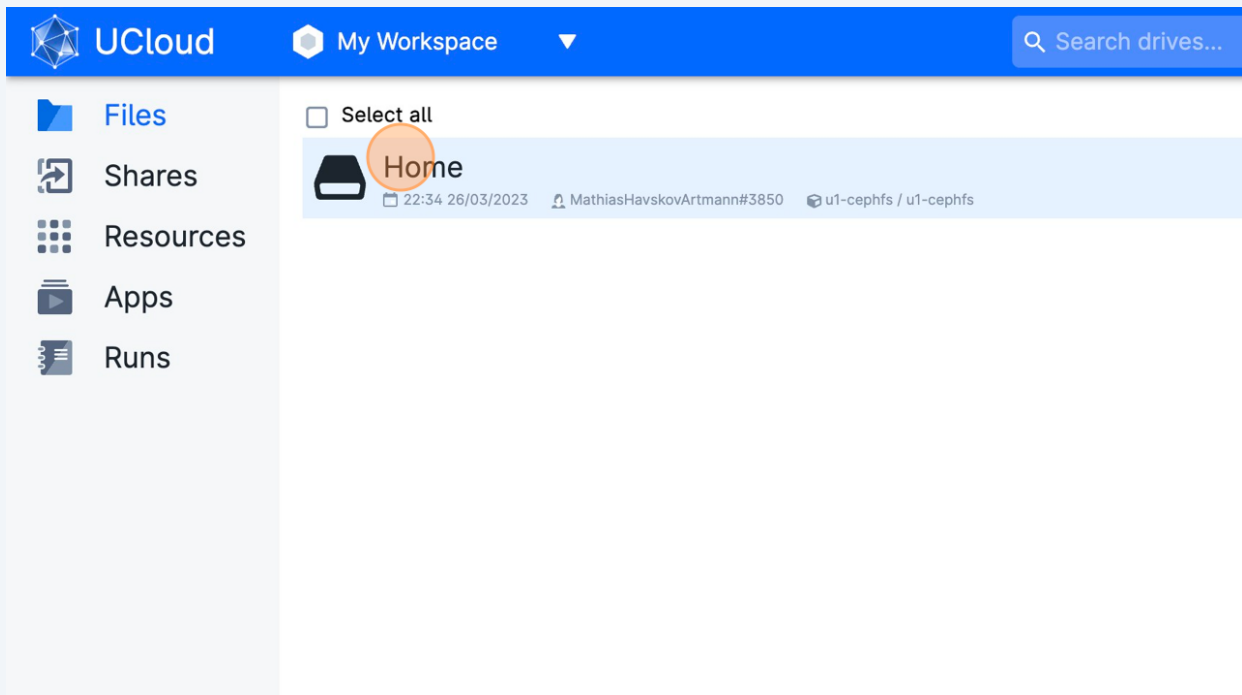 UCloud My Workspace Search drives...
Files
Shares
Resources
Apps
Runs
Select all
Home
22:34 26/03/2023 MathiasHavskovArtmann#3850 u1-cephfs / u1-cephfs